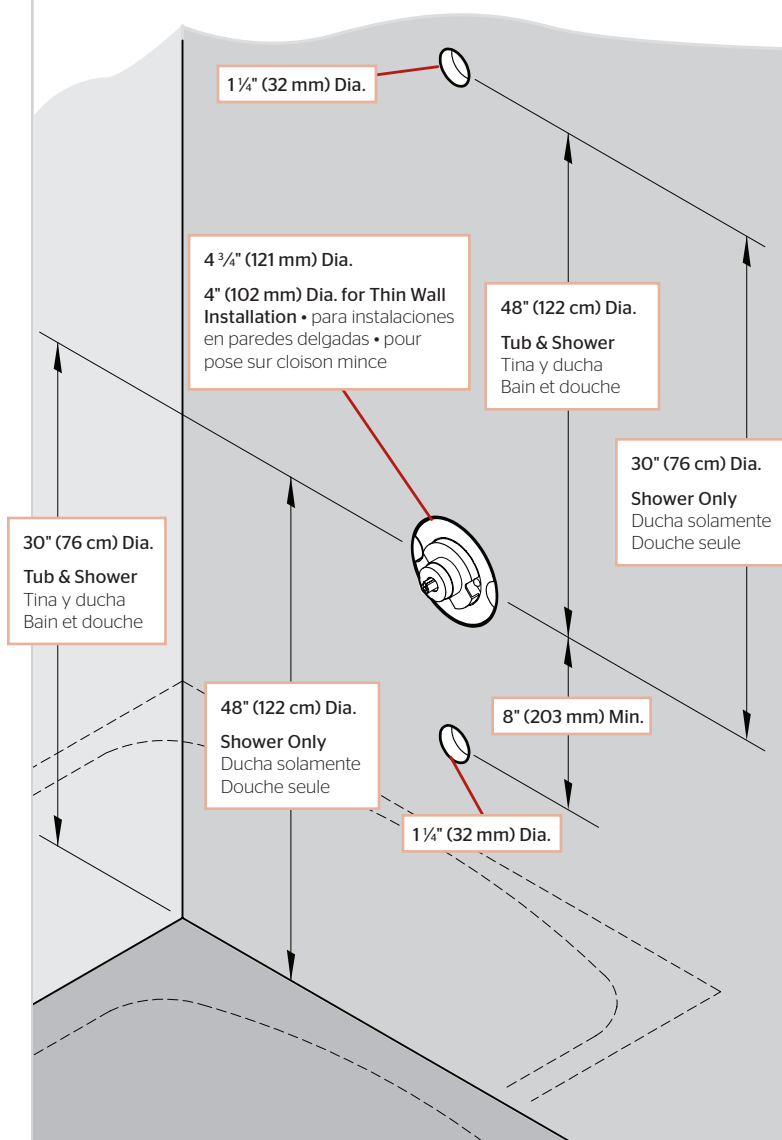 1 ¼" (32 mm) Dia.
4 ¾" (121 mm) Dia.
4" (102 mm) Dia. for Thin Wall
Installation • para instalaciones
en paredes delgadas • pour
pose sur cloison mince
48" (122 cm) Dia.
Tub & Shower
Tina y ducha
Bain et douche
30" (76 cm) Dia.
Shower Only
Ducha solamente
Douche seule
30" (76 cm) Dia.
Tub & Shower
Tina y ducha
Bain et douche
48" (122 cm) Dia.
Shower Only
Ducha solamente
Douche seule
8" (203 mm) Min.
1 ¼" (32 mm) Dia.